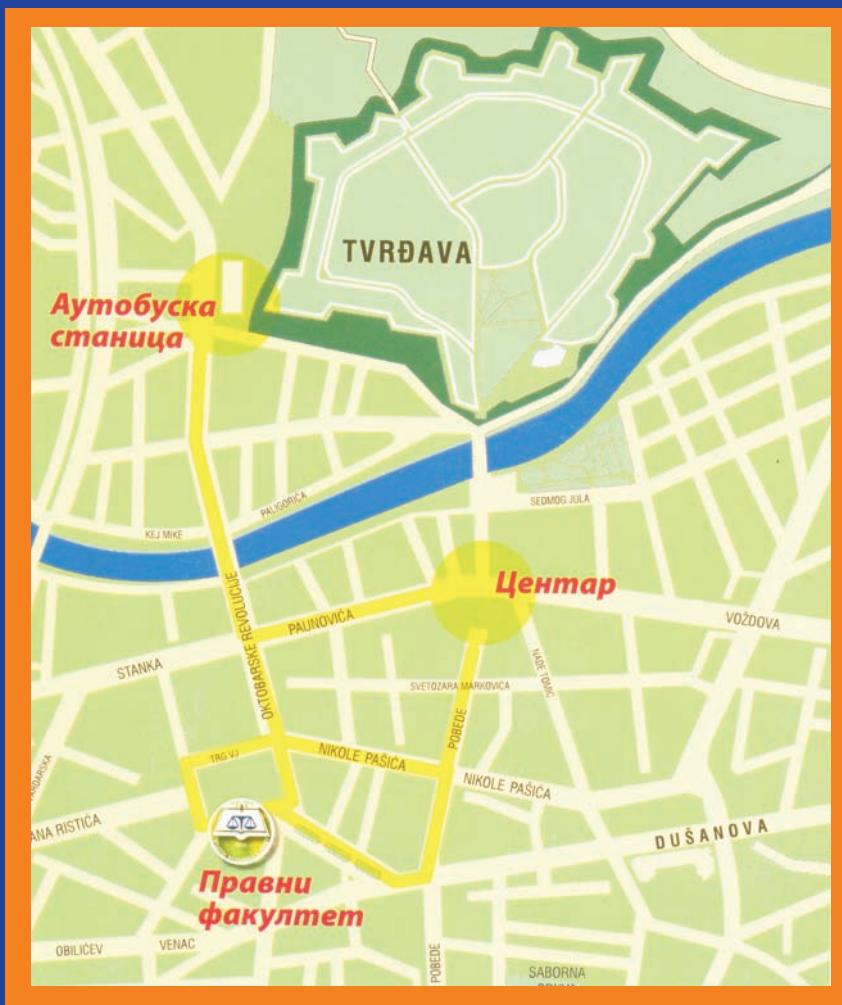 TVRĐAVA
Аутобуска
станица
PALIGORIĆA
SEDMOG JULA
KEJ MIKE
Центар
VOŽDOVA
PAUNOVIĆA
OKTOBARSKE REVOLUCIJE
STANKA
NADE TOMIĆ
SVETOZARA MARKOVIĆA
POBEDE
TRG VJ
NIKOLE PAŠIĆA
NIKOLE PAŠIĆA
ANA RISTIĆA
DUŠANOVA
Правни
факултет
OBILIĆEV
VENAC
POBEDE
SABORNA